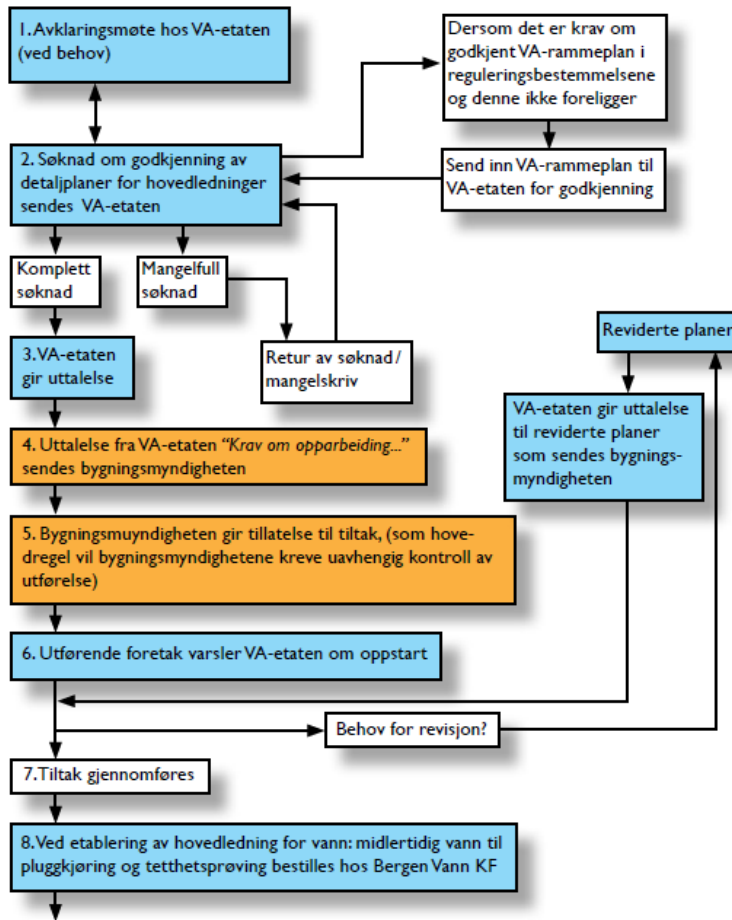 1. Avklaringsmøte hos VA-etaten
(ved behov)
Dersom det er krav om
godkjent VA-rammeplan i
reguleringsbestemmelsene
og denne ikke foreligger
2. Søknad om godkjenning av
detaljplaner for hovedledninger
sendes VA-etaten
Send inn VA-rammeplan til
VA-etaten for godkjenning
Komplett
søknad
Mangelfull
søknad
Retur av søknad/
mangelskriv
3. VA-etaten
gir uttalelse
Reviderte planer
VA-etaten gir uttalelse
til reviderte planer
som sendes bygnings-
myndigheten
4. Uttalelse fra VA-etaten “Krav om opparbeiding...”
sendes bygningsmyndigheten
5. Bygningsmuyndigheten gir tillatelse til tiltak, (som hove-
dregel vil bygningsmyndighetene kreve uavhengig kontroll av
utførelse)
6. Utførende foretak varsler VA-etaten om oppstart
Behov for revisjon?
7. Tiltak gjennomføres
8. Ved etablering av hovedledning for vann: midlertidig vann til
pluggkjøring og tetthetsprøving bestilles hos Bergen Vann KF